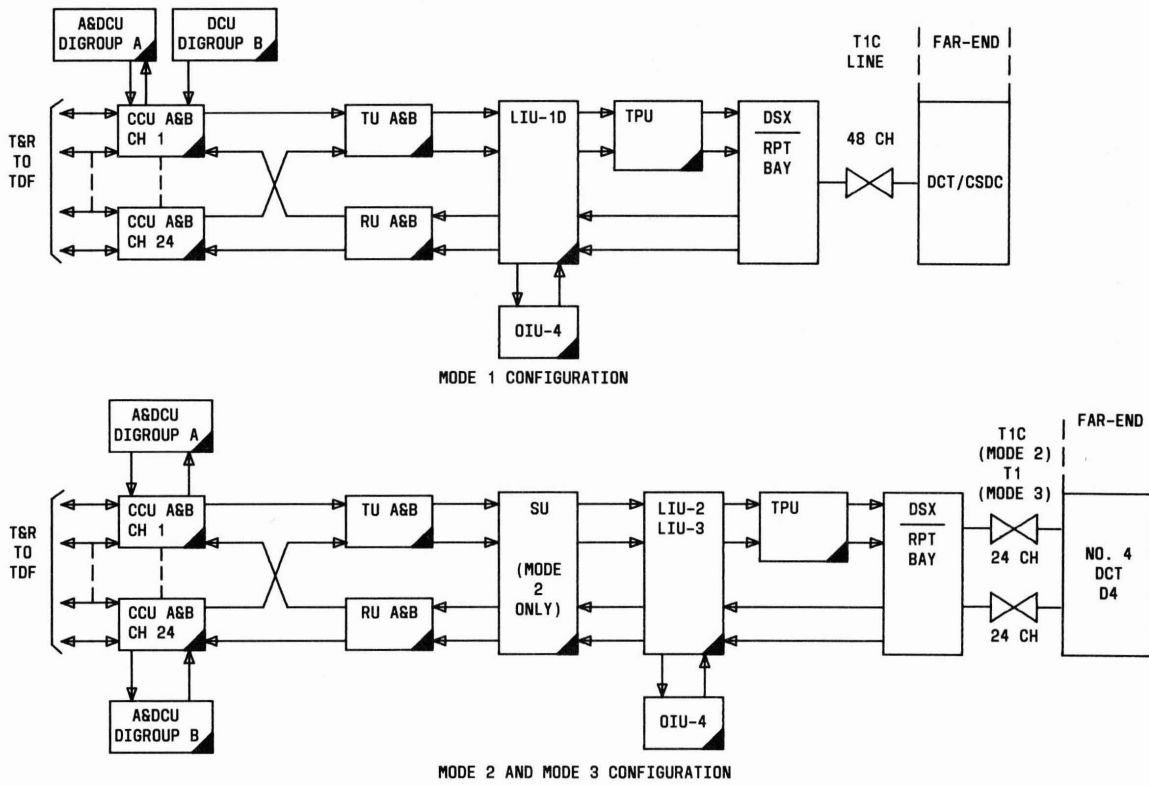 A&DCU
DIGROUP A
DCU
DIGROUP B
T1C
LINE
FAR-END
T&R
TO
TDF
CCU A&B
CH 1
TU A&B
LIU-1D
TPU
DSX
RPT
BAY
48 CH
DCT/CSDC
CCU A&B
CH 24
RU A&B
OIU-4
MODE 1 CONFIGURATION
A&DCU
DIGROUP A
T1C
(MODE 2)
T1
(MODE 3)
FAR-END
T&R
TO
TDF
CCU A&B
CH 1
TU A&B
SU
(MODE
2
ONLY)
LIU-2
LIU-3
TPU
DSX
RPT
BAY
24 CH
24 CH
NO. 4
DCT
D4
CCU A&B
CH 24
RU A&B
A&DCU
DIGROUP B
OIU-4
MODE 2 AND MODE 3 CONFIGURATION